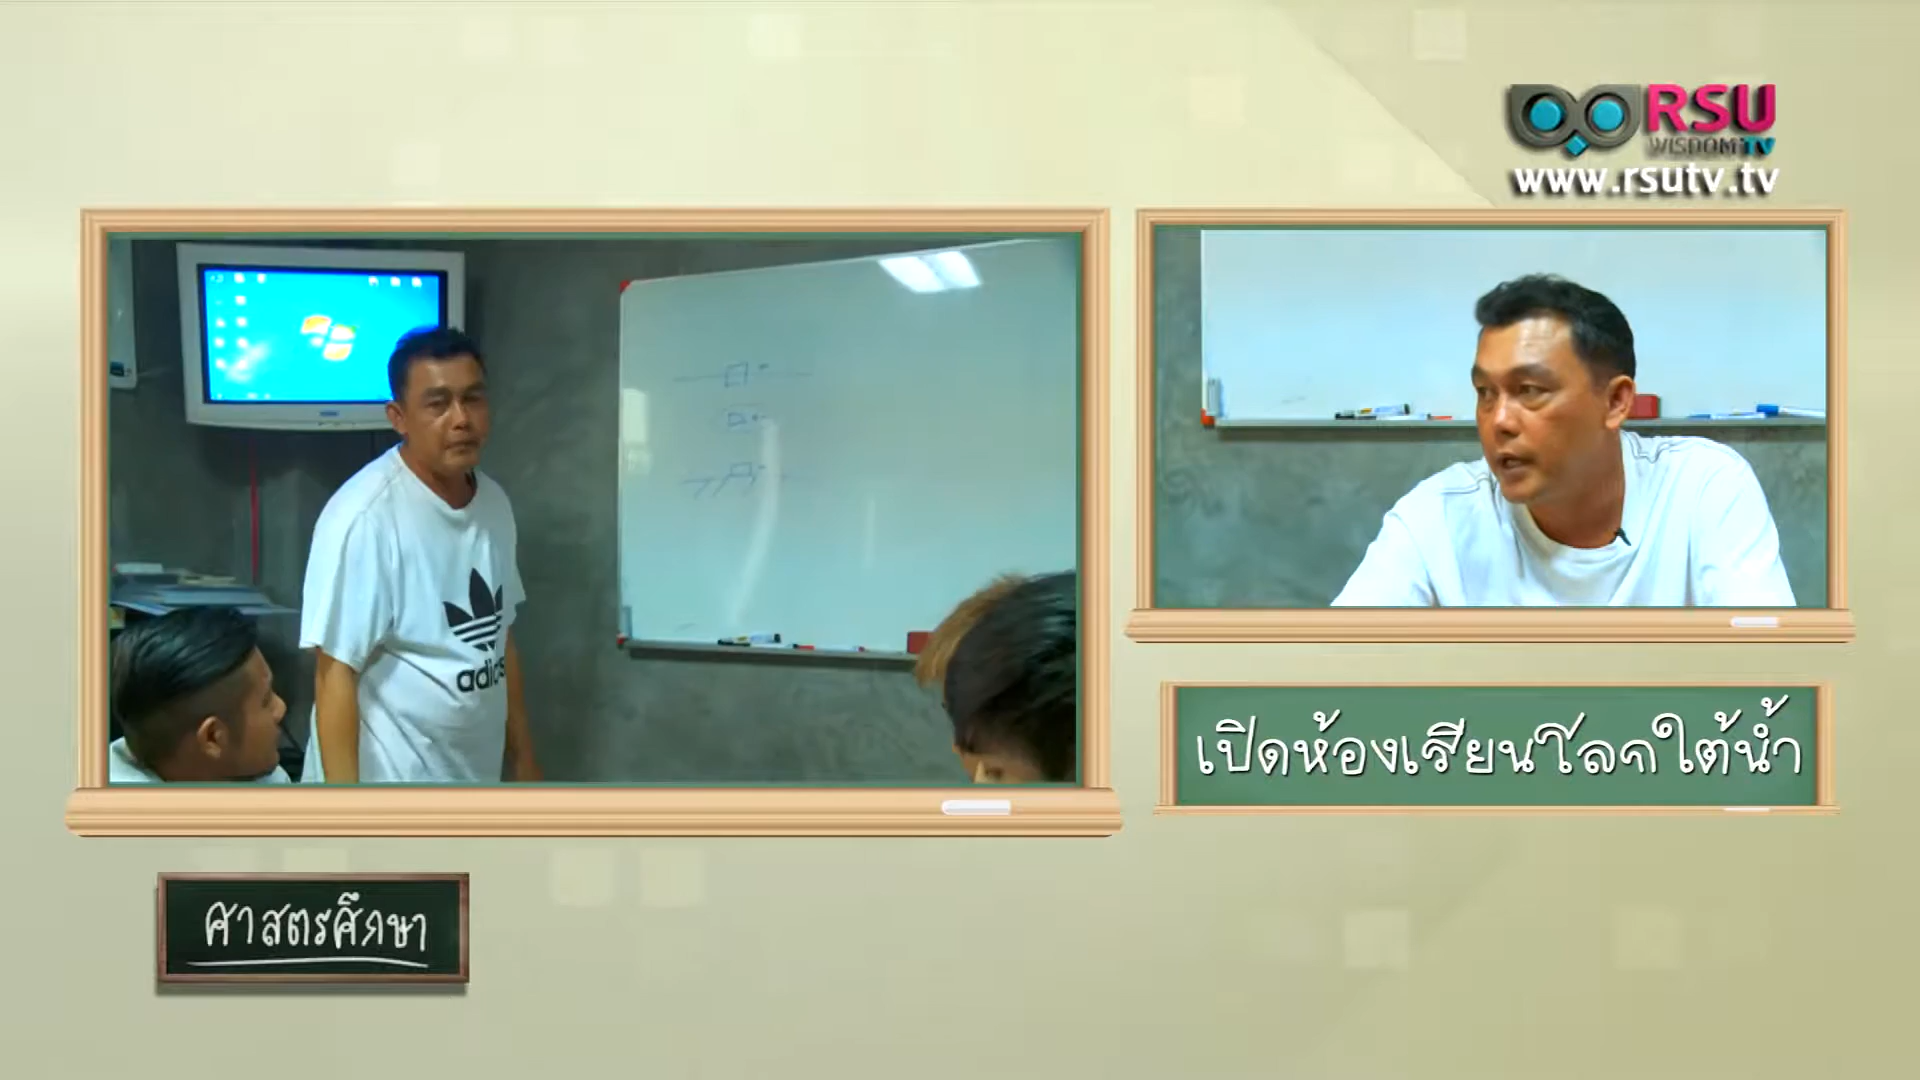 RSU
WISDOM TV
www.rsutv.tv
adidas
เปิดห้องเรียนโลกใต้น้ำ
ศาสตรศึกษา